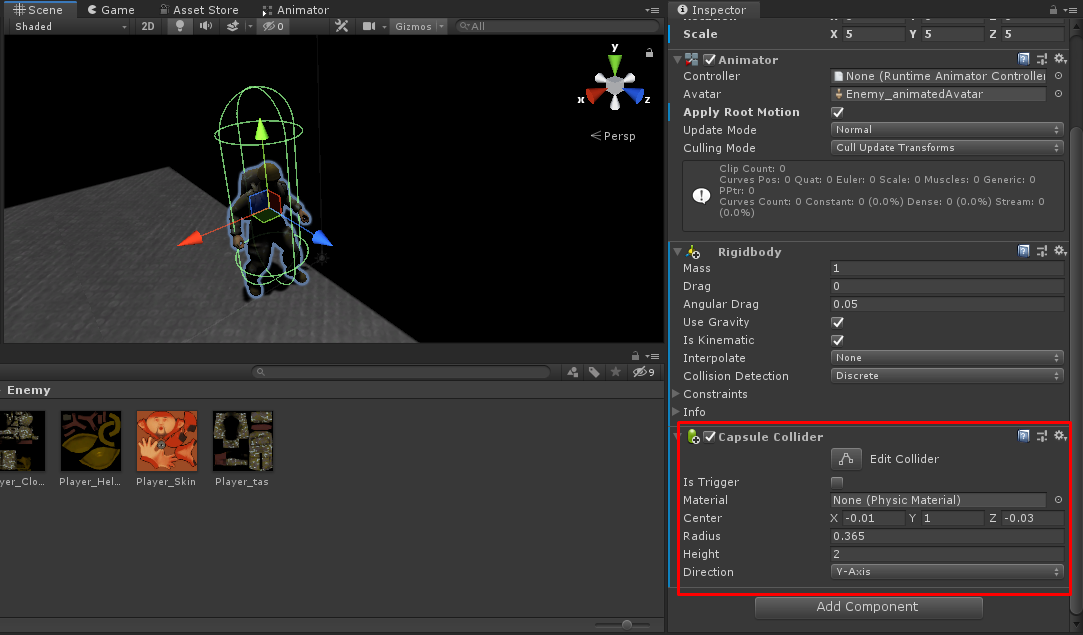 Scene Game Asset Store Animator
Shaded 2D 0 Gizmos All
y
x z
Persp
9
Enemy
yer_Clo... Player_Hel... Player_Skin Player_tas
Inspector
Scale X 5 Y 5 Z 5
Animator
Controller None (Runtime Animator Controller
Avatar Enemy_animatedAvatar
Apply Root Motion
Update Mode Normal
Culling Mode Cull Update Transforms
Clip Count: 0
Curves Pos: 0 Quat: 0 Euler: 0 Scale: 0 Muscles: 0 Generic: 0
PPtr: 0
Curves Count: 0 Constant: 0 (0.0%) Dense: 0 (0.0%) Stream: 0
(0.0%)
Rigidbody
Mass 1
Drag 0
Angular Drag 0.05
Use Gravity
Is Kinematic
Interpolate None
Collision Detection Discrete
Constraints
Info
Capsule Collider
Edit Collider
Is Trigger
Material None (Physic Material)
Center X -0.01 Y 1 Z -0.03
Radius 0.365
Height 2
Direction Y-Axis
Add Component